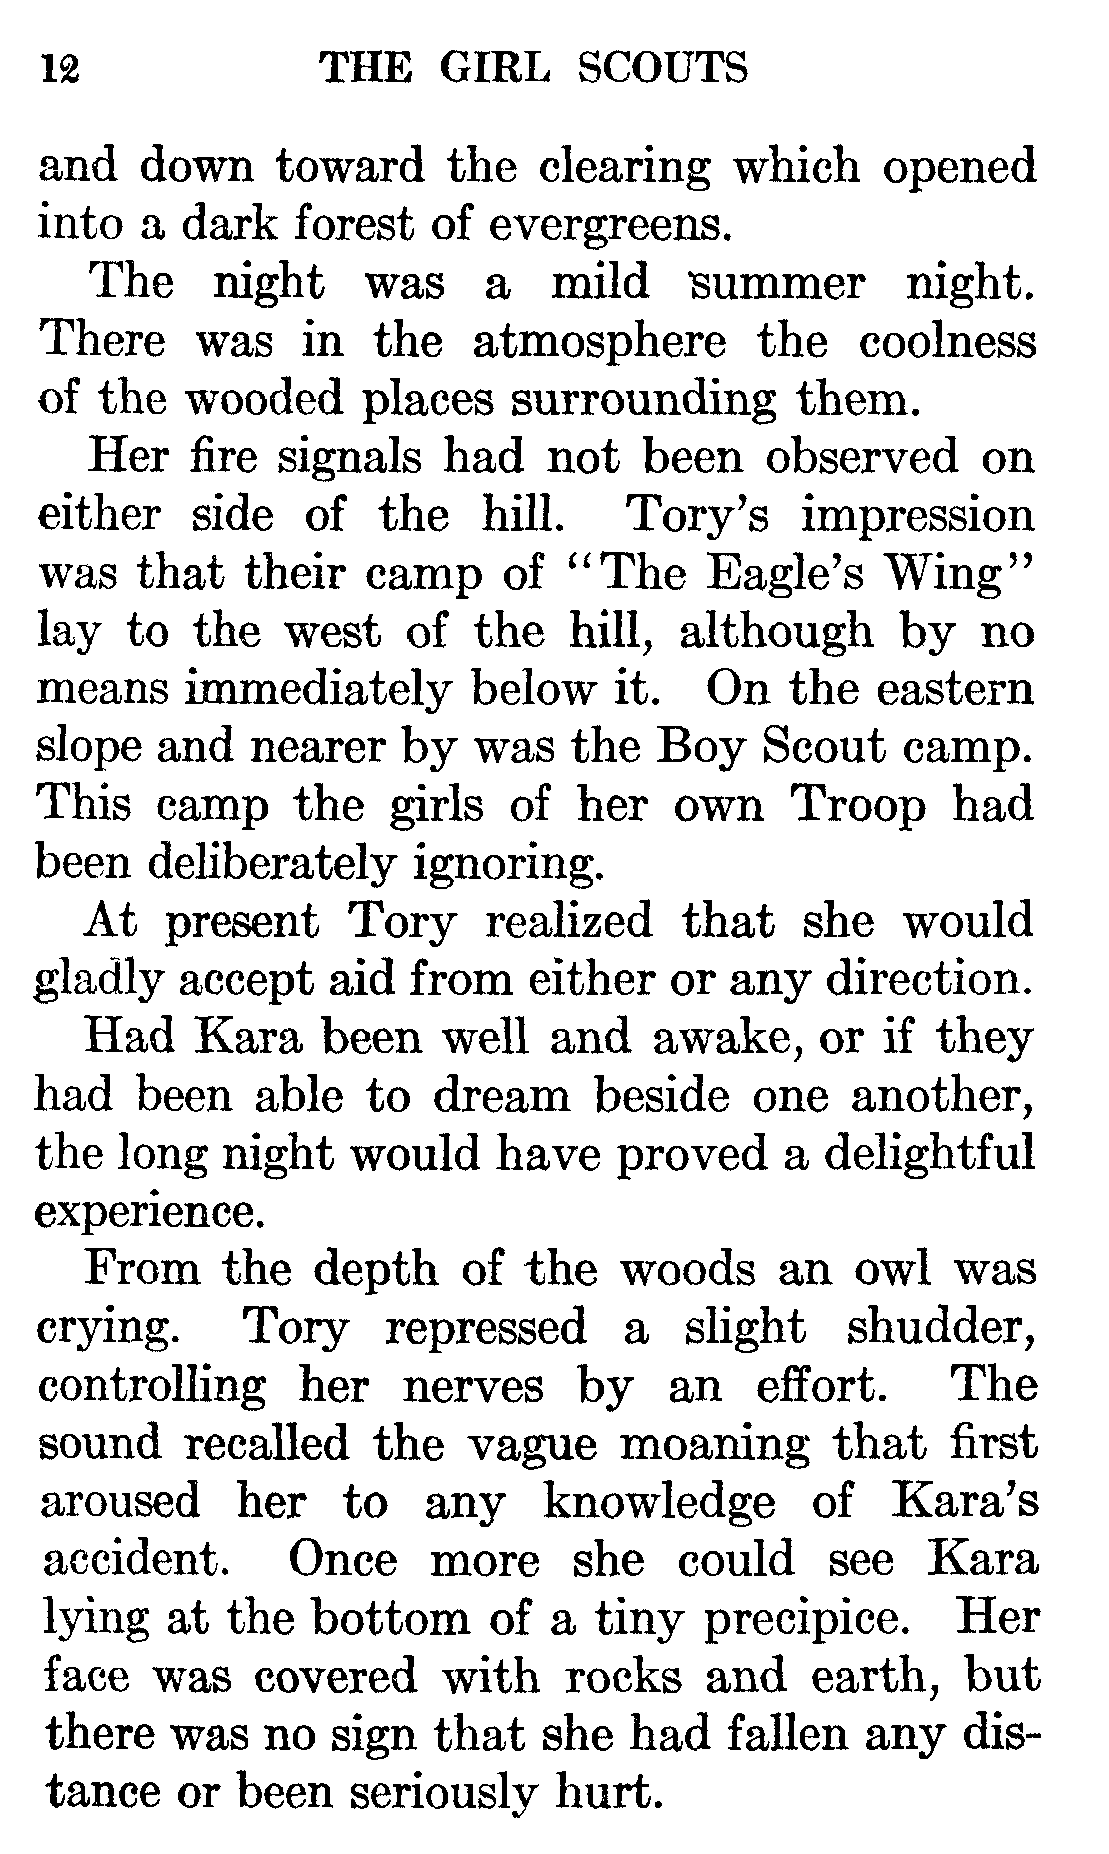 12 THE GIRL SCOUTS
and down toward the clearing which opened
into a dark forest of evergreens.
The night was a mild summer night.
There was in the atmosphere the coolness
of the wooded places surrounding them.
Her fire signals had not been observed on
either side of the hill. Tory's impression
was that their camp of "The Eagle's Wing"
lay to the west of the hill, although by no
means immediately below it. On the eastern
slope and nearer by was the Boy Scout camp.
This camp the girls of her own Troop had
been deliberately ignoring.
At present Tory realized that she would
gladly accept aid from either or any direction.
Had Kara been well and awake, or if they
had been able to dream beside one another,
the long night would have proved a delightful
experience.
From the depth of the woods an owl was
crying. Tory repressed a slight shudder,
controlling her nerves by an effort. The
sound recalled the vague moaning that first
aroused her to any knowledge of Kara's
accident. Once more she could see Kara
lying at the bottom of a tiny precipice. Her
face was covered with rocks and earth, but
there was no sign that she had fallen any dis-
tance or been seriously hurt.